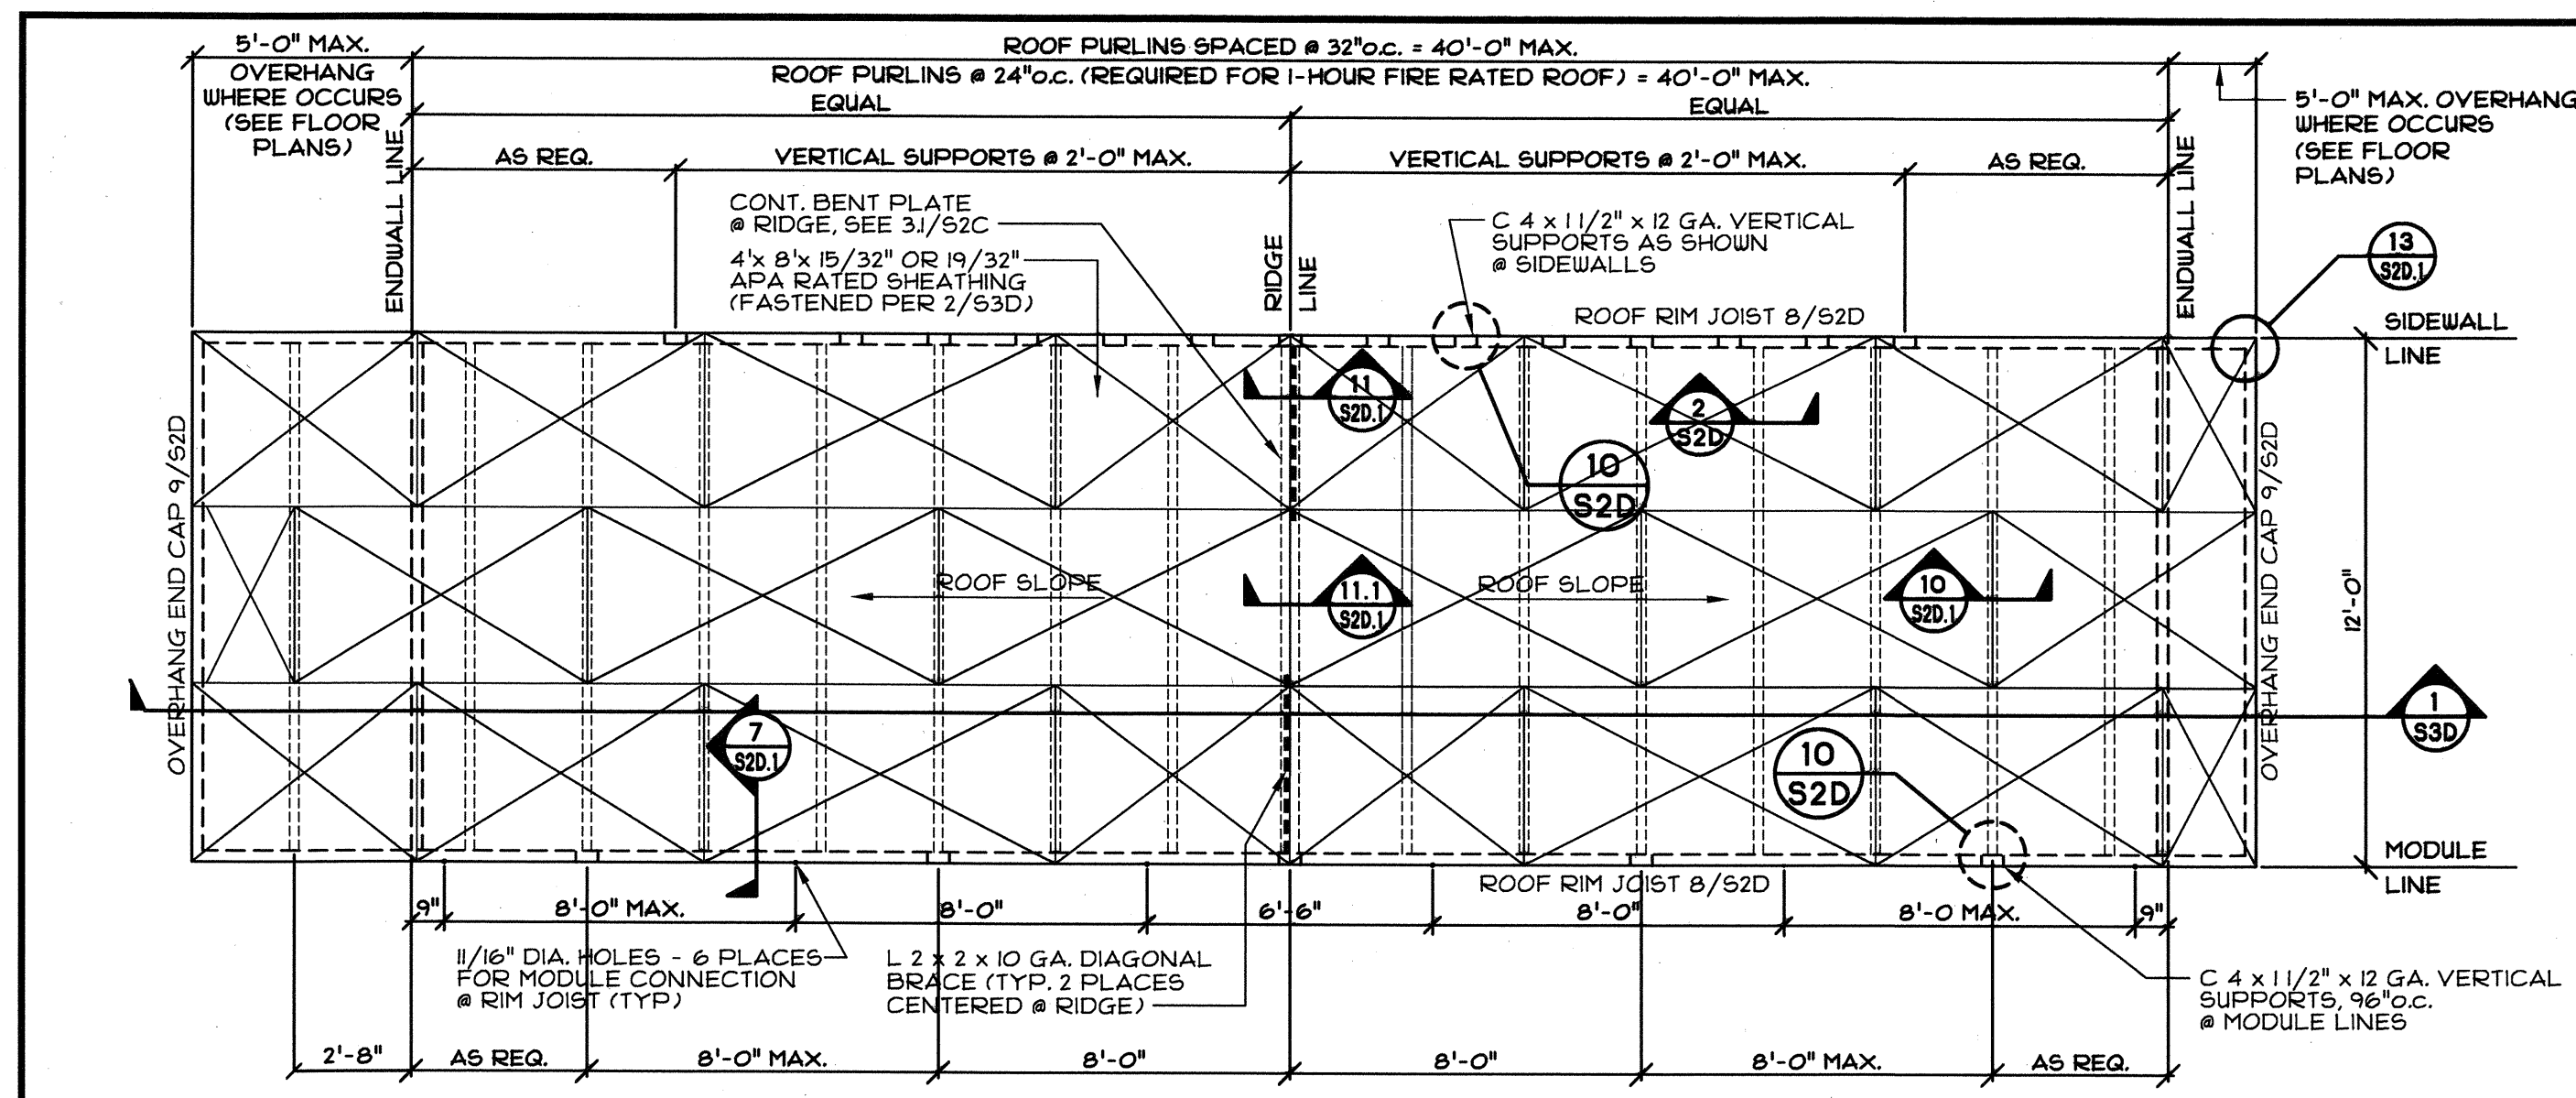 5'-0" MAX.
OVERHANG
WHERE OCCURS
(SEE FLOOR
PLANS)
ROOF PURLINS SPACED @ 32"o.c. = 40'-0" MAX.
ROOF PURLINS @ 24"o.c. (REQUIRED FOR 1-HOUR FIRE RATED ROOF) = 40'-0" MAX.
EQUAL
EQUAL
5'-0" MAX. OVERHANG
WHERE OCCURS
(SEE FLOOR
PLANS)
AS REQ.
VERTICAL SUPPORTS @ 2'-0" MAX.
VERTICAL SUPPORTS @ 2'-0" MAX.
AS REQ.
ENDWALL LINE
CONT. BENT PLATE
@ RIDGE, SEE 3.1/S2C
4'x 8'x 15/32" OR 19/32"
APA RATED SHEATHING
(FASTENED PER 2/S3D)
RIDGE
LINE
C 4 x 1 1/2" x 12 GA. VERTICAL
SUPPORTS AS SHOWN
@ SIDEWALLS
ENDWALL LINE
13
S2D.1
ROOF RIM JOIST 8/S2D
SIDEWALL
LINE
11
S2D.1
2
S2D
10
S2D
OVERHANG END CAP 9/S2D
ROOF SLOPE
11.1
S2D.1
ROOF SLOPE
10
S2D.1
OVERHANG END CAP 9/S2D
12'-0"
7
S2D.1
10
S2D
1
S3D
MODULE
LINE
ROOF RIM JOIST 8/S2D
9"
8'-0" MAX.
8'-0"
6'-6"
8'-0"
8'-0 MAX.
9"
11/16" DIA. HOLES - 6 PLACES
FOR MODULE CONNECTION
@ RIM JOIST (TYP)
L 2 x 2 x 10 GA. DIAGONAL
BRACE (TYP. 2 PLACES
CENTERED @ RIDGE)
C 4 x 1 1/2" x 12 GA. VERTICAL
SUPPORTS, 96"o.c.
@ MODULE LINES
2'-8"
AS REQ.
8'-0" MAX.
8'-0"
8'-0"
8'-0" MAX.
AS REQ.